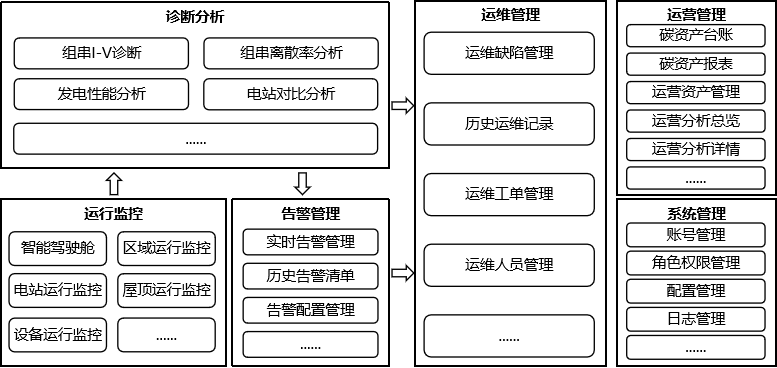 诊断分析
组串I-V诊断
组串离散率分析
发电性能分析
电站对比分析
......
运行监控
智能驾驶舱
区域运行监控
电站运行监控
屋顶运行监控
设备运行监控
......
告警管理
实时告警管理
历史告警清单
告警配置管理
......
运维管理
运维缺陷管理
历史运维记录
运维工单管理
运维人员管理
......
运营管理
碳资产台账
碳资产报表
运营资产管理
运营分析总览
运营分析详情
......
系统管理
账号管理
角色权限管理
配置管理
日志管理
......